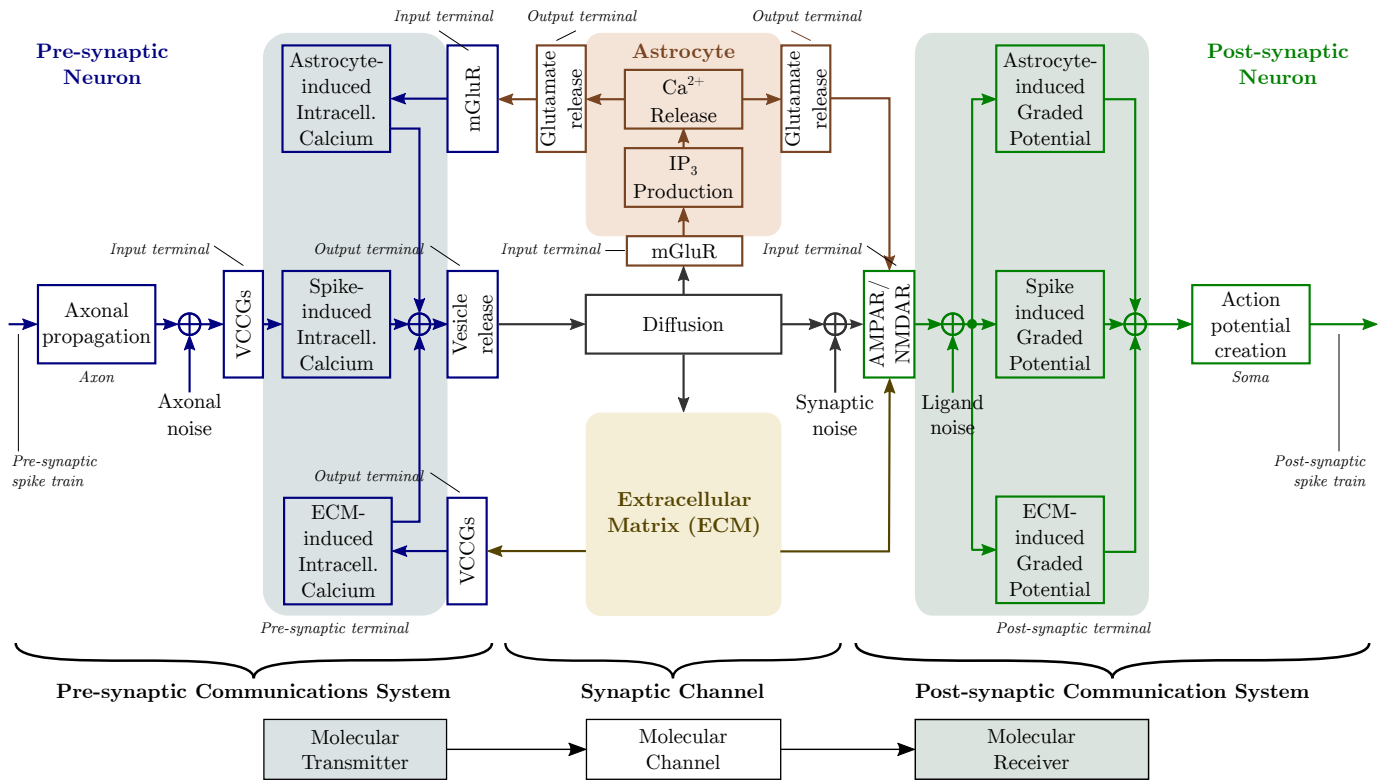 Pre-synaptic
Neuron
Input terminal
Output terminal
Output terminal
Astrocyte
Post-synaptic
Neuron
Astrocyte-
induced
Intracell.
Calcium
mGluR
Glutamate
release
Ca2+
Release
Glutamate
release
IP3
Production
Astrocyte-
induced
Graded
Potential
Input terminal
Output terminal
Input terminal
mGluR
Input terminal
Axonal
propagation
Axon
VCCGs
Spike-
induced
Intracell.
Calcium
Vesicle
release
Diffusion
AMPAR/
NMDAR
Spike
induced
Graded
Potential
Action
potential
creation
Soma
Axonal
noise
Synaptic
noise
Ligand
noise
Pre-synaptic
spike train
Post-synaptic
spike train
Output terminal
ECM-
induced
Intracell.
Calcium
VCCGs
Extracellular
Matrix (ECM)
ECM-
induced
Graded
Potential
Pre-synaptic terminal
Post-synaptic terminal
Pre-synaptic Communications System
Synaptic Channel
Post-synaptic Communication System
Molecular
Transmitter
Molecular
Channel
Molecular
Receiver